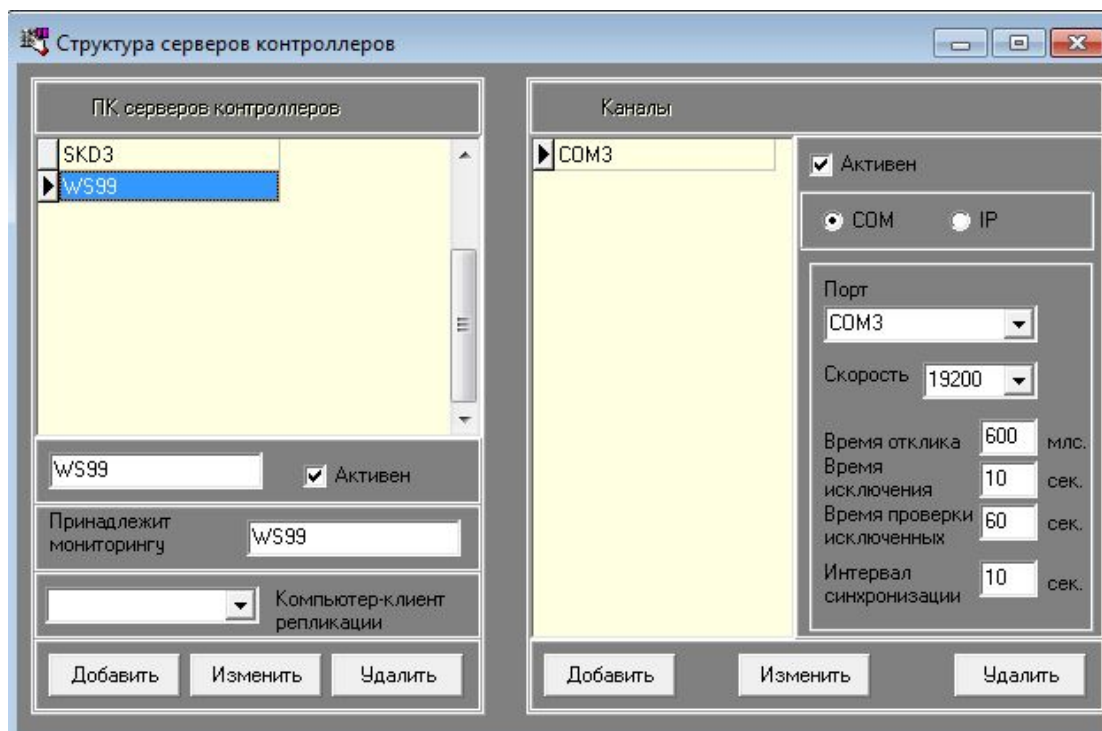 Структура серверов контроллеров
ПК серверов контроллеров
SKD3
WS99
WS99
Активен
Принадлежит
мониторингу
WS99
Компьютер-клиент
репликации
Добавить
Изменить
Удалить
Каналы
COM3
Активен
COM
IP
Порт
COM3
Скорость
19200
Время отклика
600
млс.
Время
исключения
10
сек.
Время проверки
исключенных
60
сек.
Интервал
синхронизации
10
сек.
Добавить
Изменить
Удалить